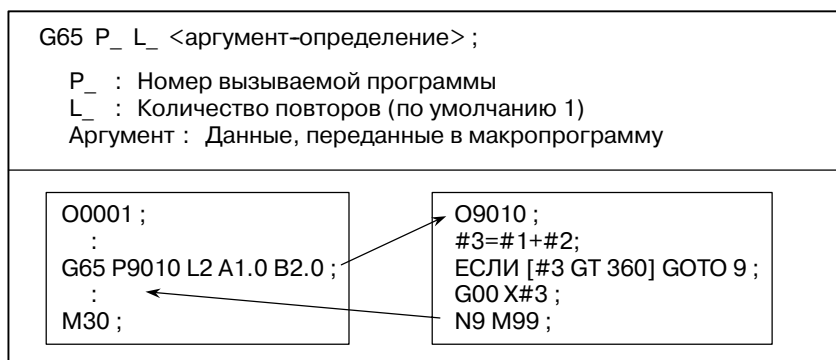 G65 P_ L_ <аргумент-определение> ;
P_ : Номер вызываемой программы
L_ : Количество повторов (по умолчанию 1)
Аргумент : Данные, переданные в макропрограмму
O0001 ;
:
G65 P9010 L2 A1.0 B2.0 ;
:
M30 ;
O9010 ;
#3=#1+#2;
ЕСЛИ [#3 GT 360] GOTO 9 ;
G00 X#3 ;
N9 M99 ;